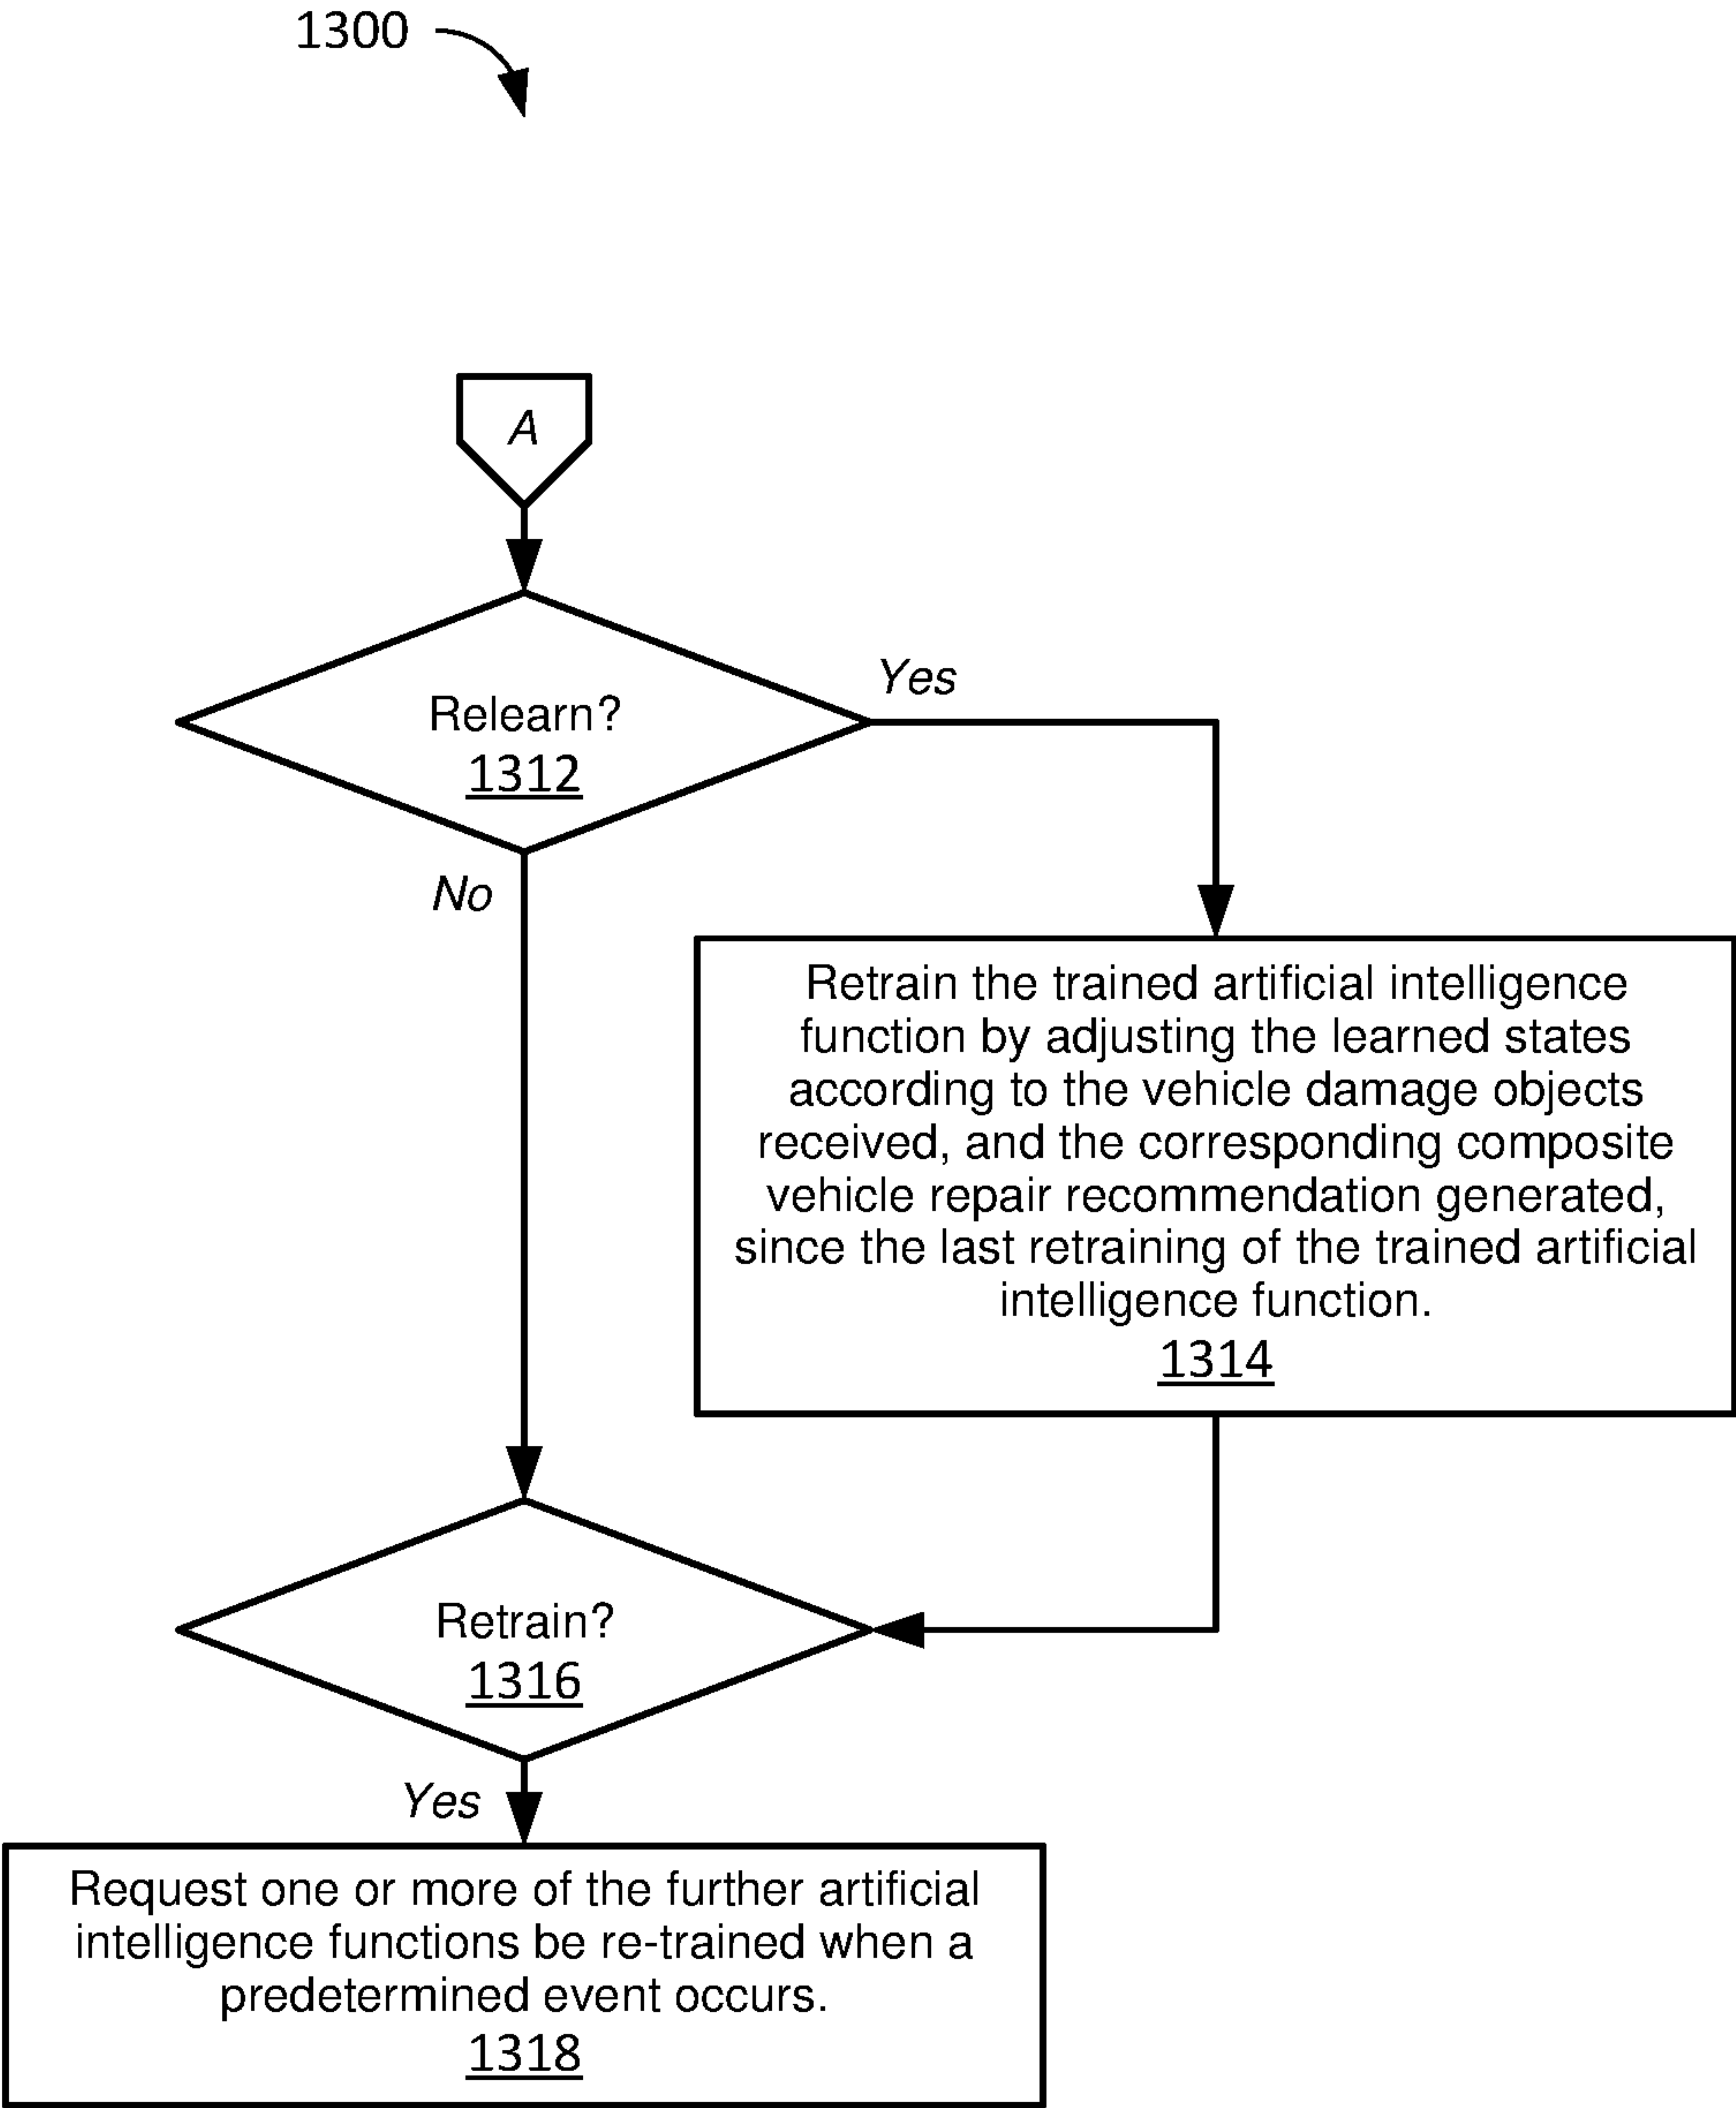 1300
A
Relearn?
1312
Yes
No
Retrain the trained artificial intelligence
function by adjusting the learned states
according to the vehicle damage objects
received, and the corresponding composite
vehicle repair recommendation generated,
since the last retraining of the trained artificial
intelligence function.
1314
Retrain?
1316
Yes
Request one or more of the further artificial
intelligence functions be re-trained when a
predetermined event occurs.
1318